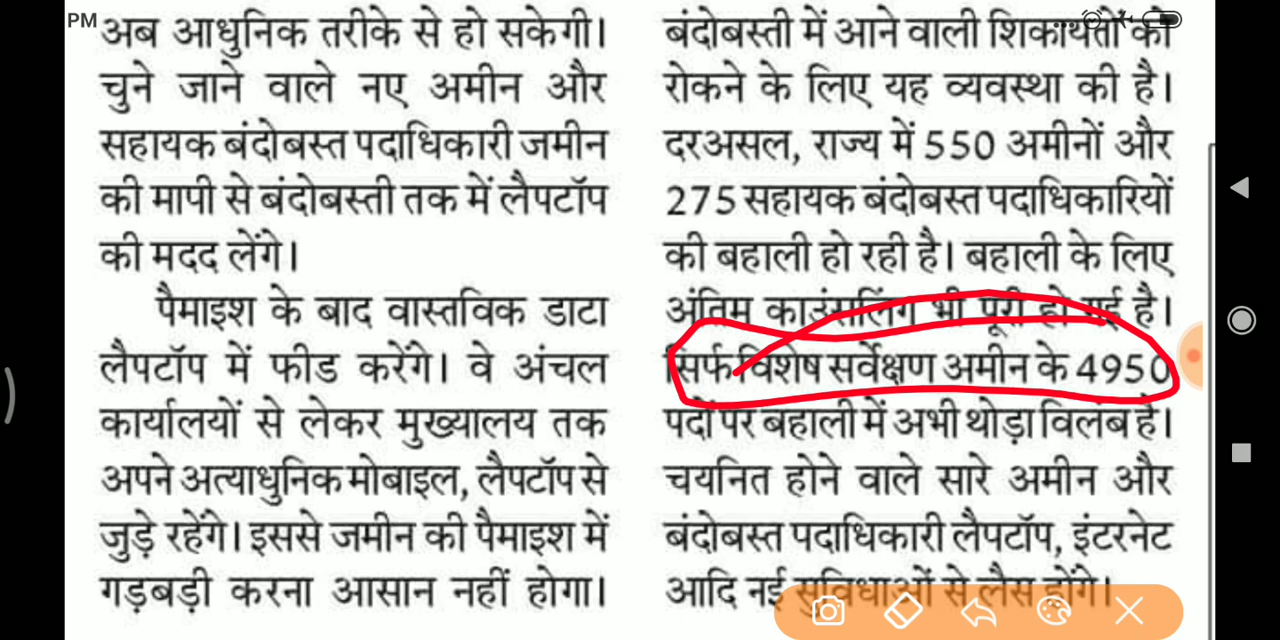 PM
अब आधुनिक तरीके से हो सकेगी।
चुने जाने वाले नए अमीन और
सहायक बंदोबस्त पदाधिकारी जमीन
की मापी से बंदोबस्ती तक में लैपटॉप
की मदद लेंगे।
पैमाइश के बाद वास्तविक डाटा
लैपटॉप में फीड करेंगे। वे अंचल
कार्यालयों से लेकर मुख्यालय तक
अपने अत्याधुनिक मोबाइल, लैपटॉप से
जुड़े रहेंगे। इससे जमीन की पैमाइश में
गड़बड़ी करना आसान नहीं होगा।
बंदोबस्ती में आने वाली शिकायतों को
रोकने के लिए यह व्यवस्था की है।
दरअसल, राज्य में 550 अमीनों और
275 सहायक बंदोबस्त पदाधिकारियों
की बहाली हो रही है। बहाली के लिए
अंतिम काउंसलिंग भी पूरी हो गई है।
सिर्फ विशेष सर्वेक्षण अमीन के 4950
पदों पर बहाली में अभी थोड़ा विलंब है।
चयनित होने वाले सारे अमीन और
बंदोबस्त पदाधिकारी लैपटॉप, इंटरनेट
आदि नई सुविधाओं से लैस होंगे।